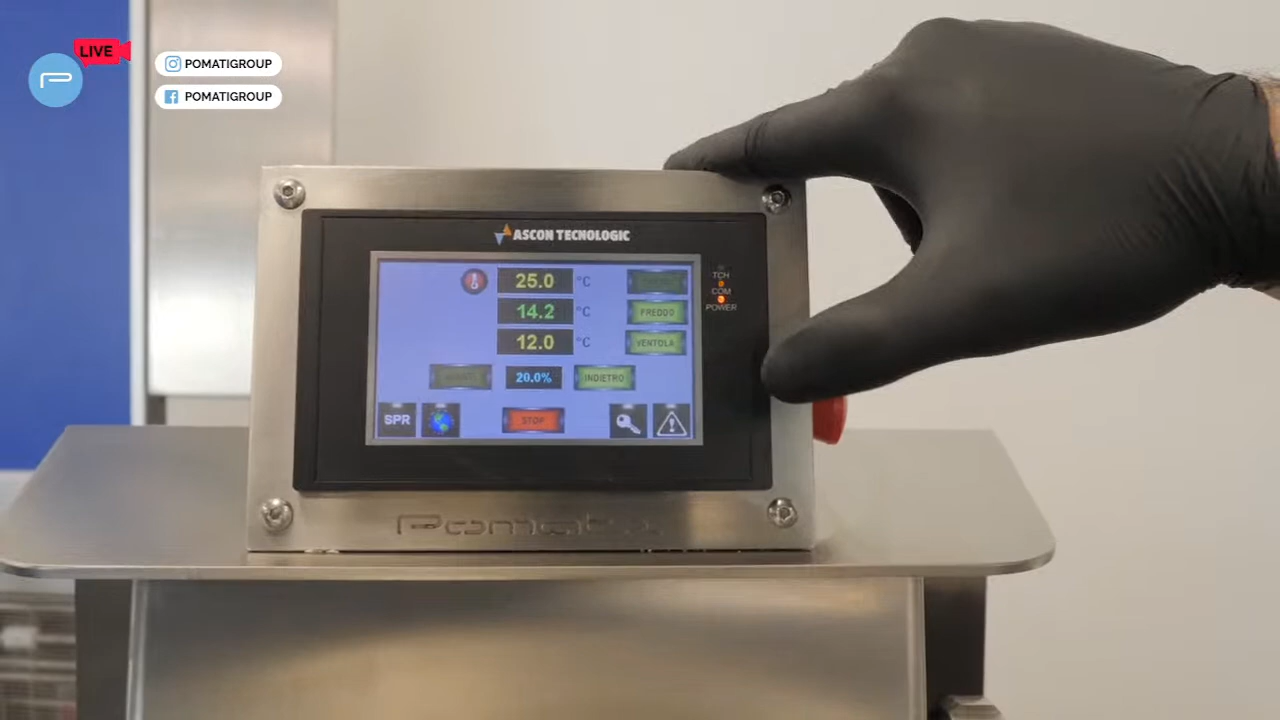 LIVE
POMATIGROUP
POMATIGROUP
ASCON TECNOLOGIC
25.0 °C
14.2 °C FREDDO
12.0 °C VENTOLA
20.0% INDIETRO
SPR STOP
TCH
COM
POWER
Pomati